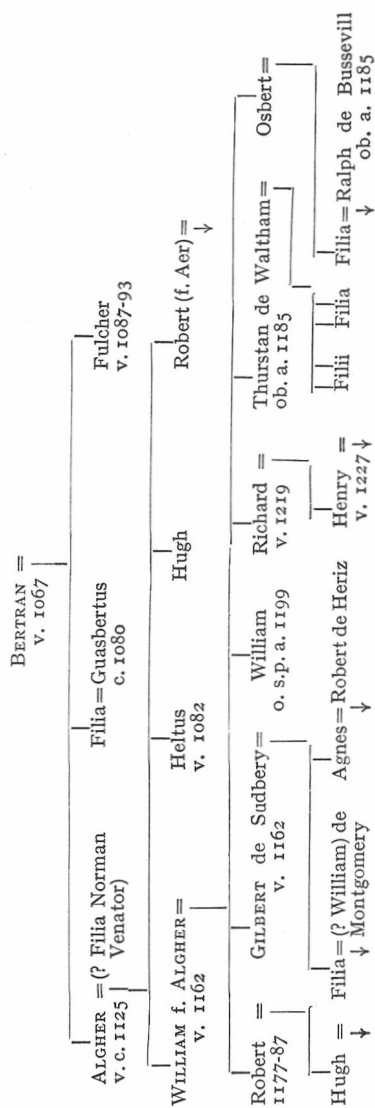 BERTRAN =
v. 1067
ALGHER = (? Filia Norman
v. c. 1125 Venator)
Filia = Guasbertus
c. 1080
Fulcher
v. 1087-93
WILLIAM f. ALGHER =
v. 1162
Heltus
v. 1082
Hugh
Robert (f. Aer) =
↓
Robert =
1177-87
GILBERT de Sudbery =
v. 1162
William
o. s.p. a. 1199
Richard =
v. 1219
Thurstan de Waltham =
ob. a. 1185
Osbert =
Hugh =
↓
Filia = (? William) de
↓ Montgomery
Agnes = Robert de Heriz
↓
Henry =
v. 1227 ↓
Filii
Filia
Filia = Ralph de Bussevill
↓ ob. a. 1185